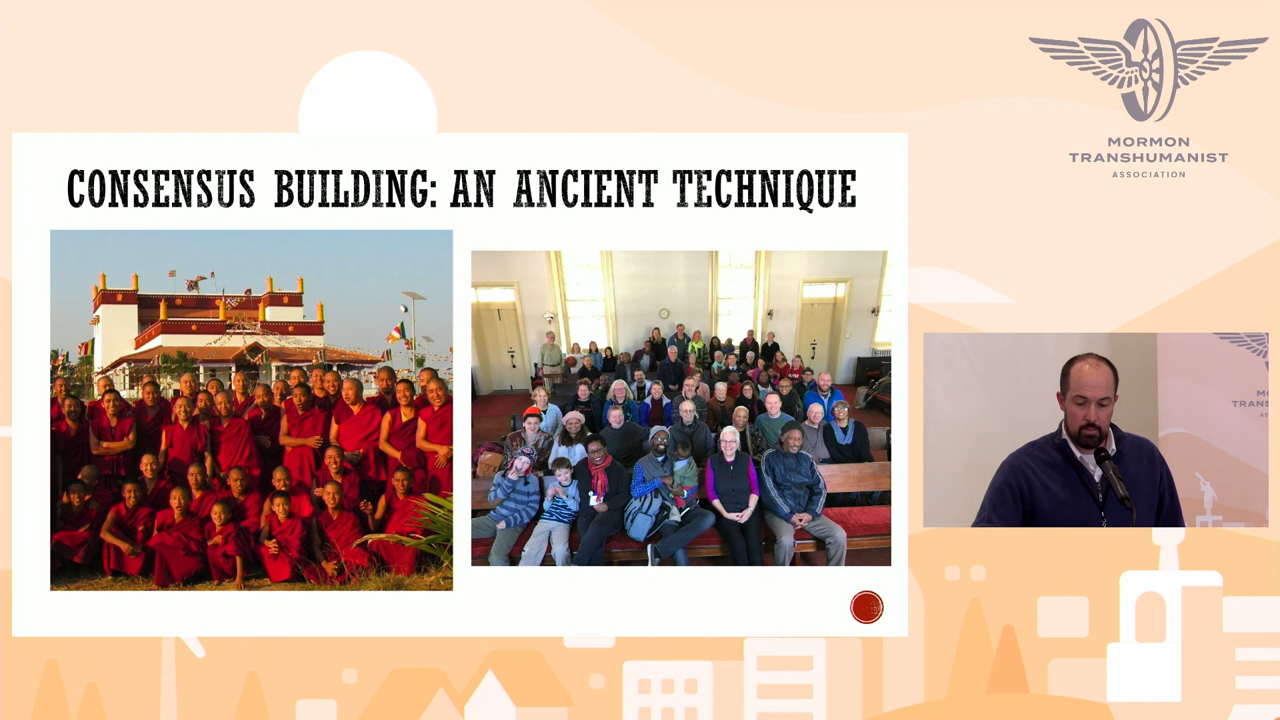 CONSENSUS BUILDING: AN ANCIENT TECHNIQUE
MORMON
TRANSHUMANIST
ASSOCIATION